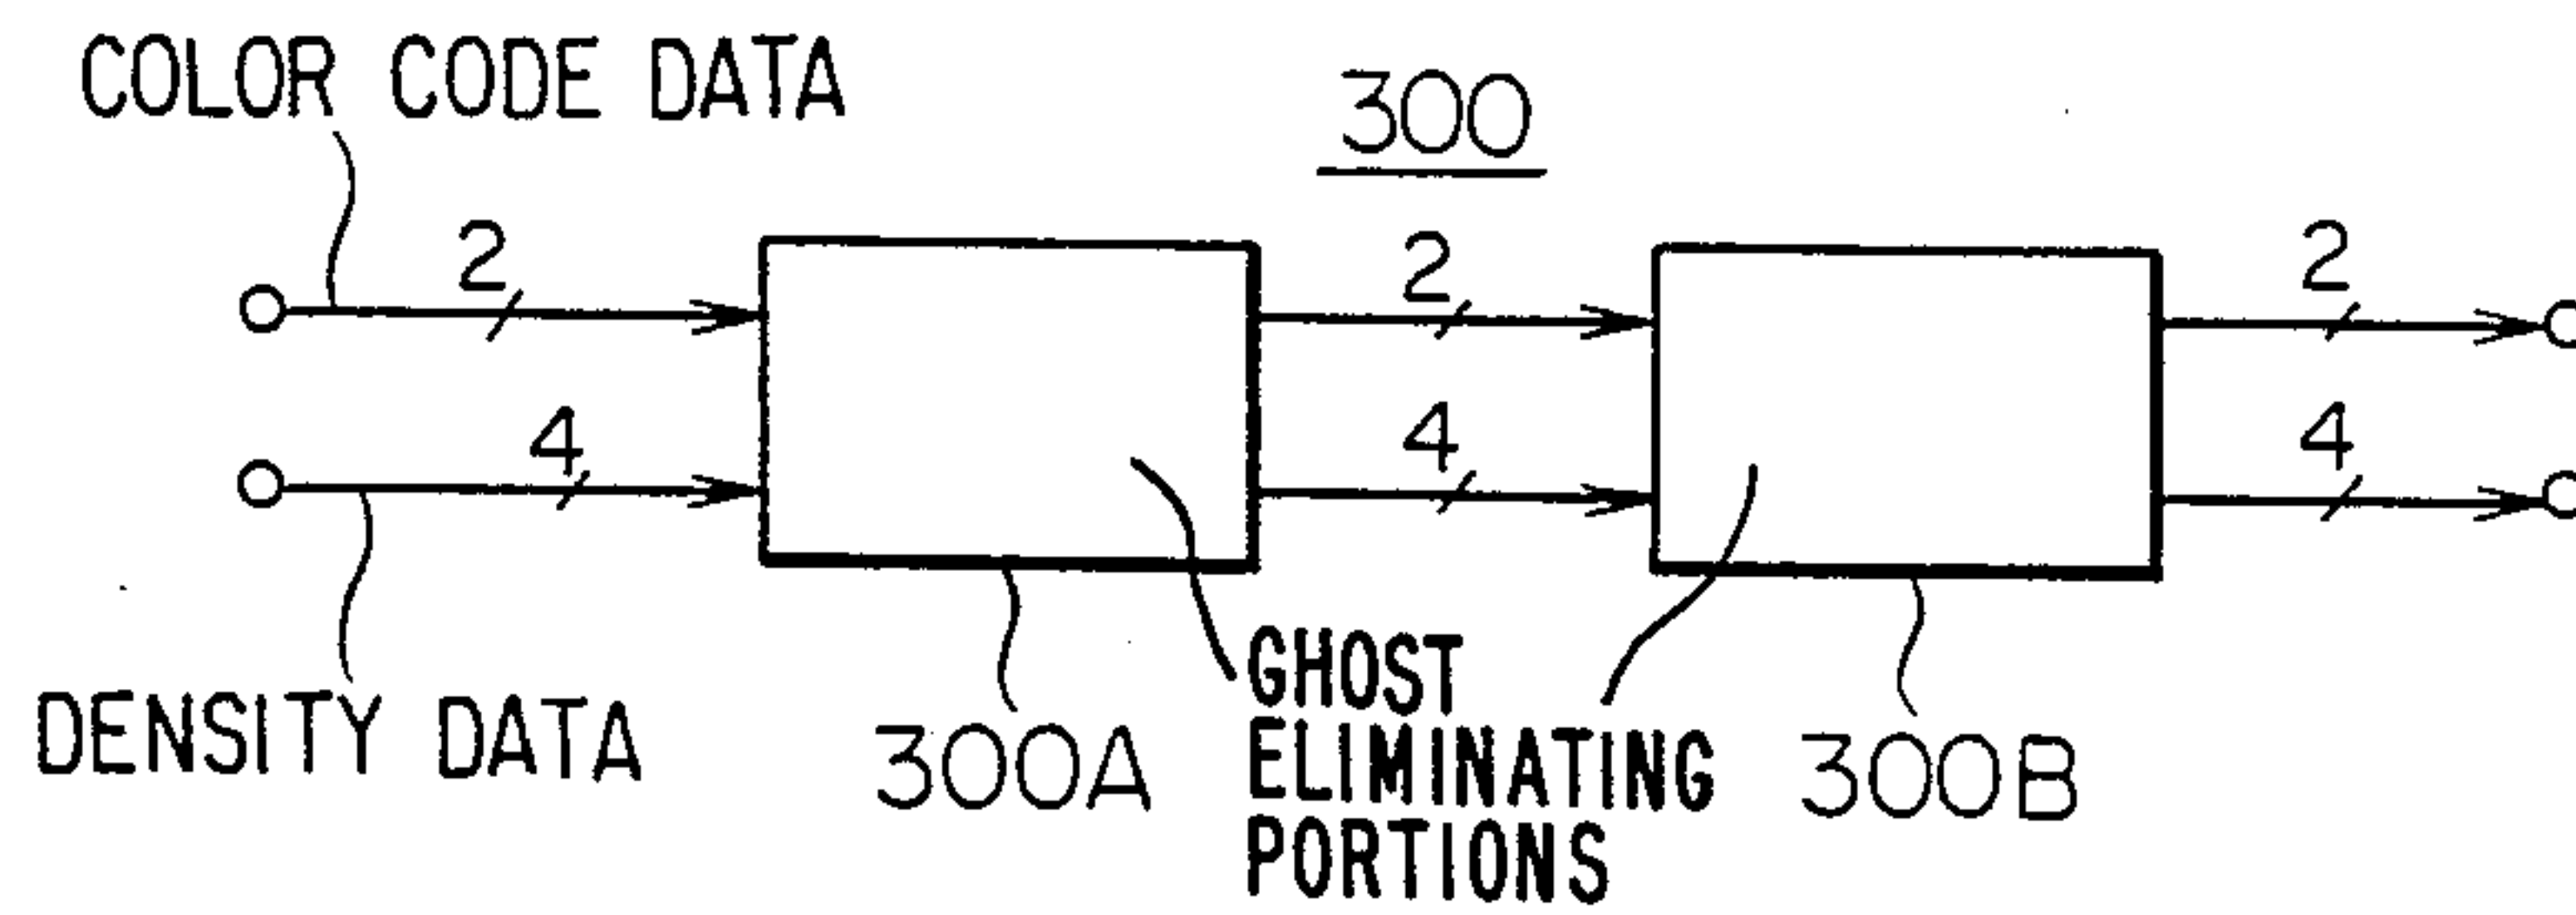 COLOR CODE DATA
300
2
2
2
4
4
4
DENSITY DATA
300A
GHOST
ELIMINATING
PORTIONS
300B